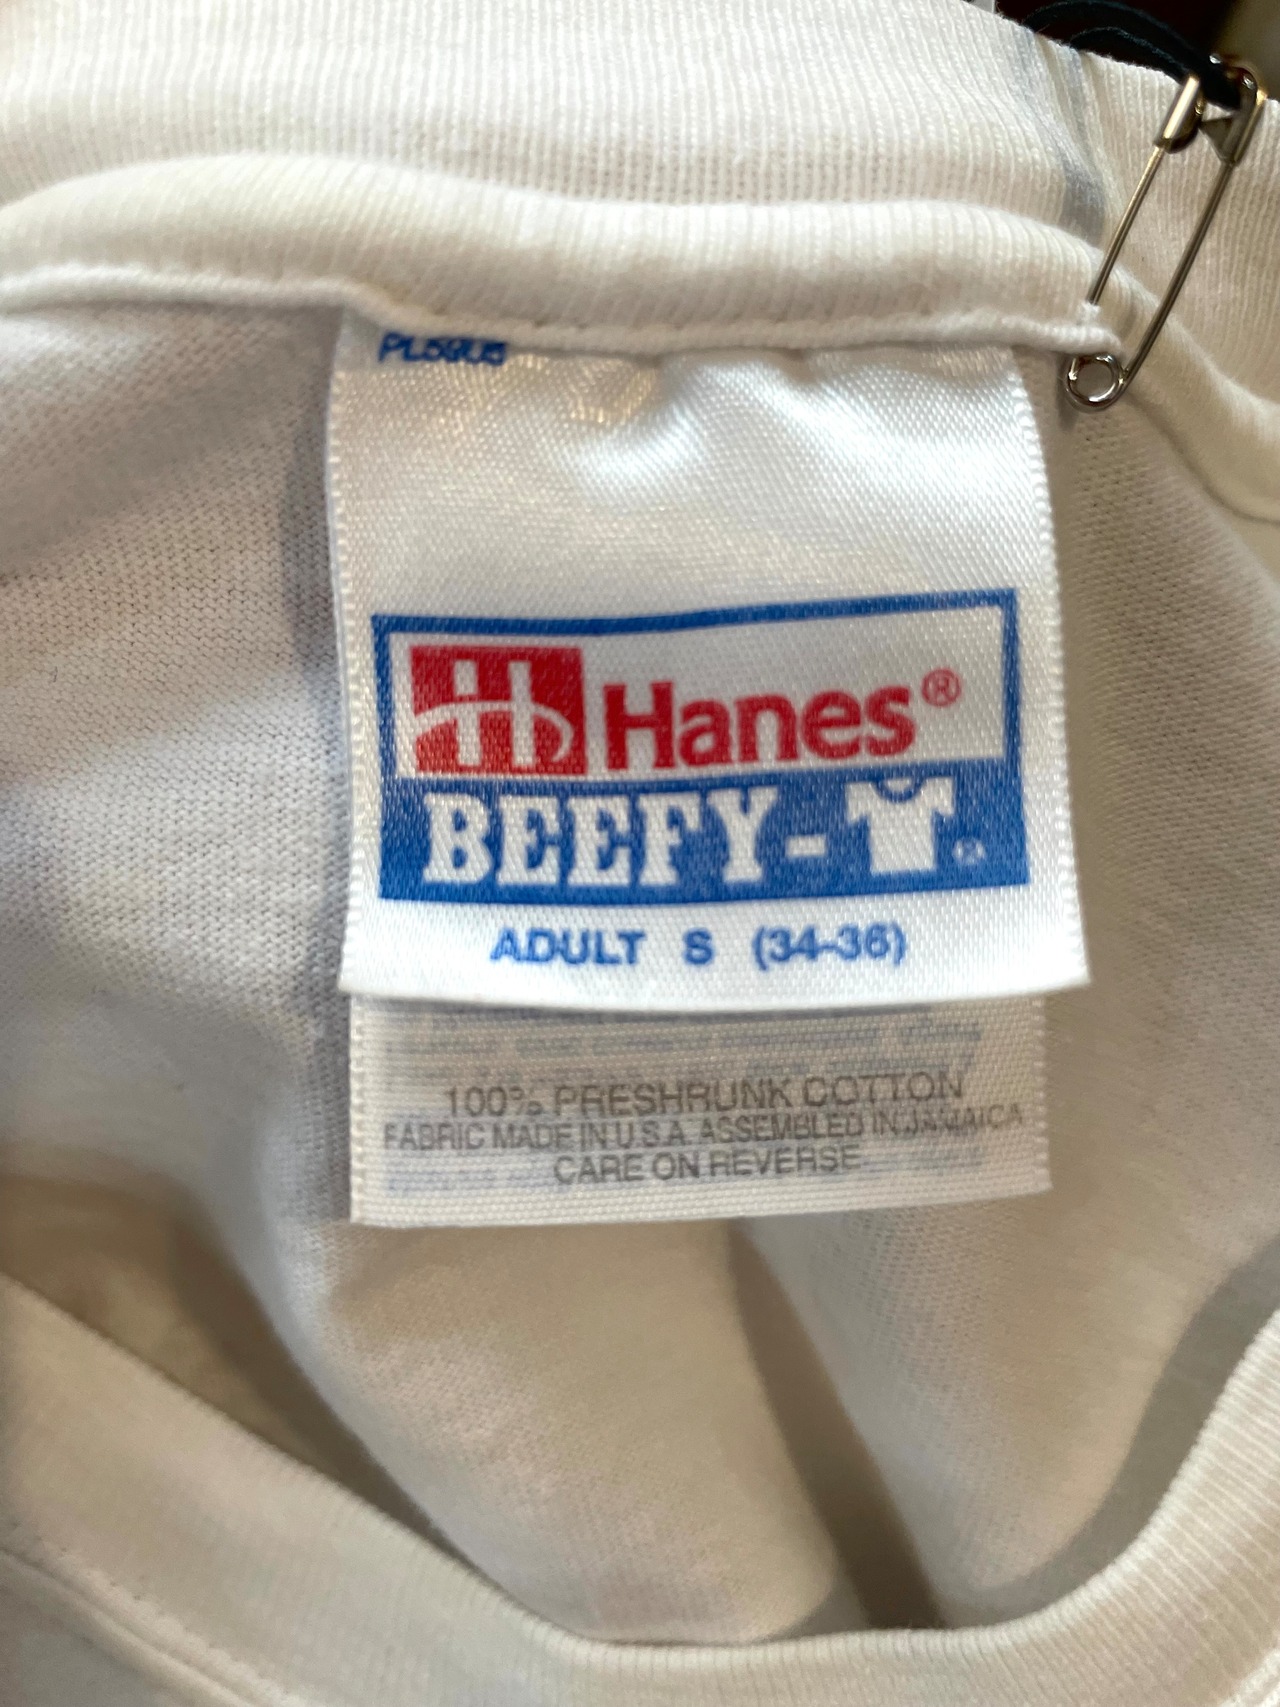 PL5905
Hanes®
BEEFY-T®
ADULT S (34-36)
100% PRESHRUNK COTTON
FABRIC MADE IN U.S.A. ASSEMBLED IN JAMAICA
CARE ON REVERSE